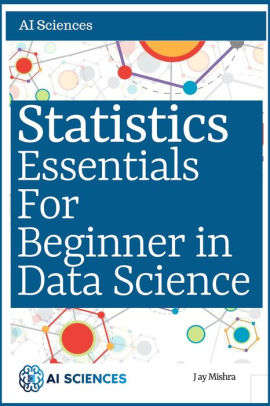 AI Sciences
Statistics
Essentials
For
Beginner in
Data Science
AI SCIENCES
Jay Mishra